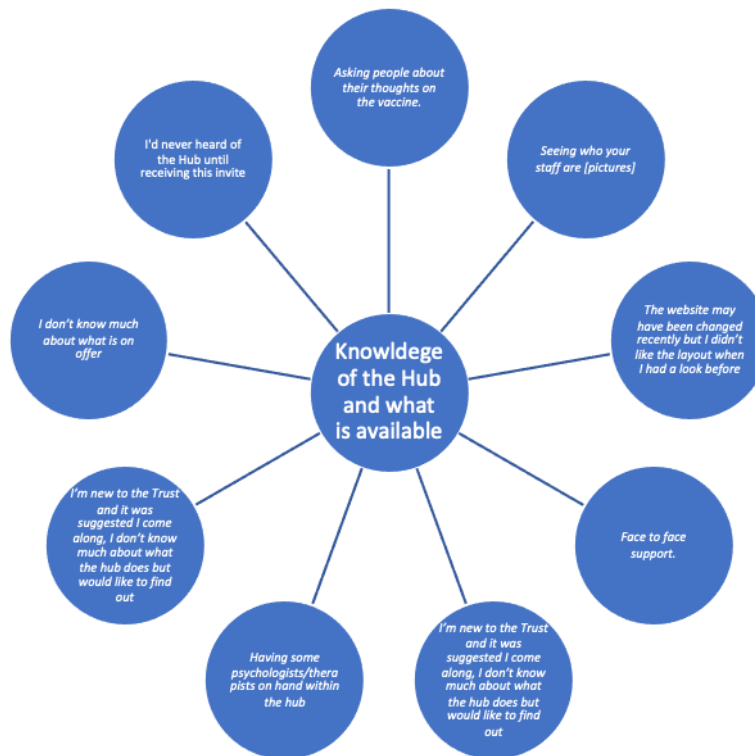 Asking people about
their thoughts on
the vaccine.
I'd never heard of
the Hub until
receiving this invite
Seeing who your
staff are [pictures]
I don't know much
about what is on
offer
The website may
have been changed
recently but I didn't
like the layout when
I had a look before
Knowldege
of the Hub
and what
is available
I'm new to the Trust
and it was
suggested I come
along, I don't know
much about what
the hub does but
would like to find
out
Face to face
support.
Having some
psychologists/thera
pists on hand within
the hub
I'm new to the Trust
and it was
suggested I come
along, I don't know
much about what
the hub does but
would like to find
out